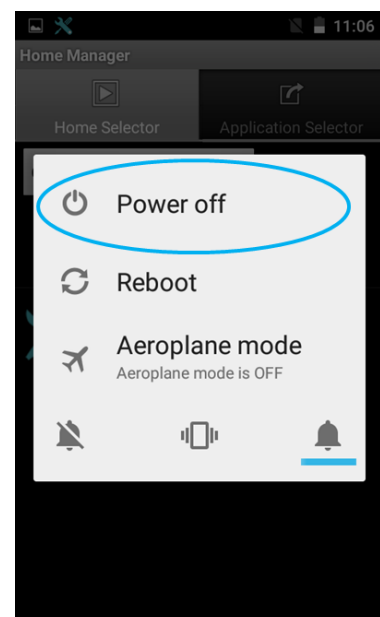 11:06
Home Manager
Home Selector
Application Selector
Power off
Reboot
Aeroplane mode
Aeroplane mode is OFF